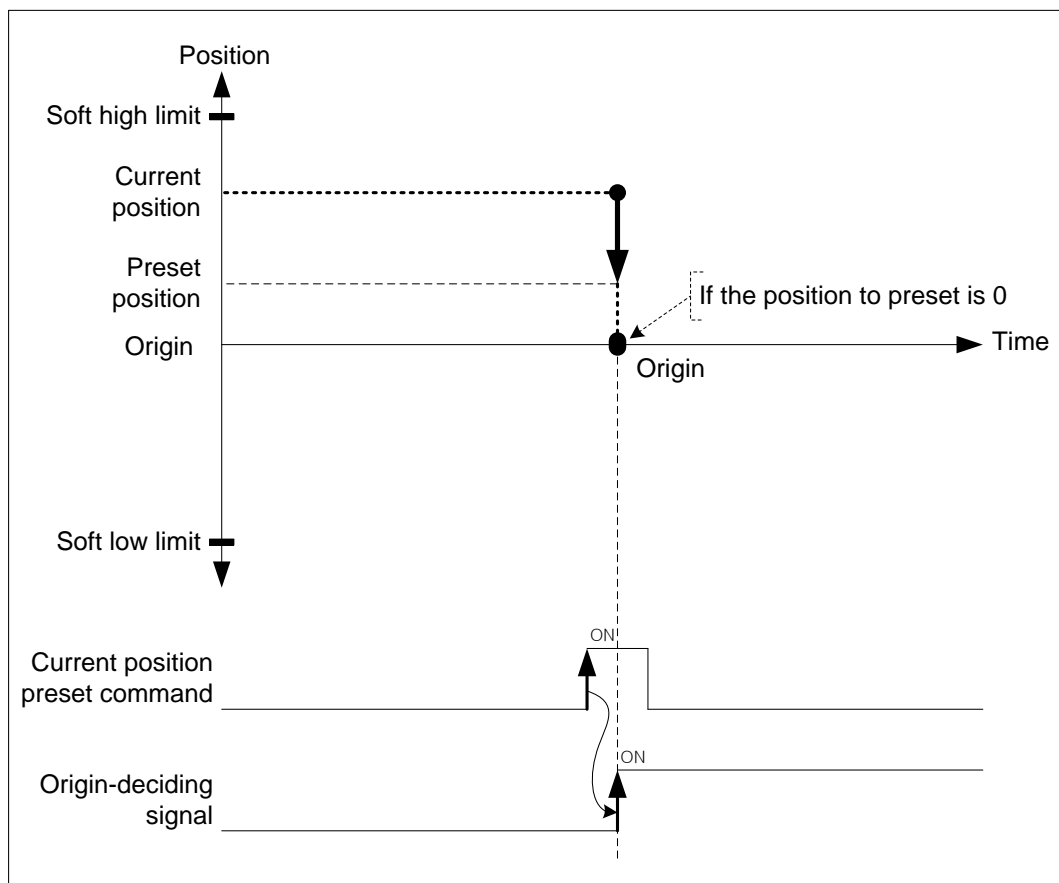 Position
Soft high limit
Current
position
Preset
position
If the position to preset is 0
Origin
Time
Origin
Soft low limit
ON
Current position
preset command
ON
Origin-deciding
signal